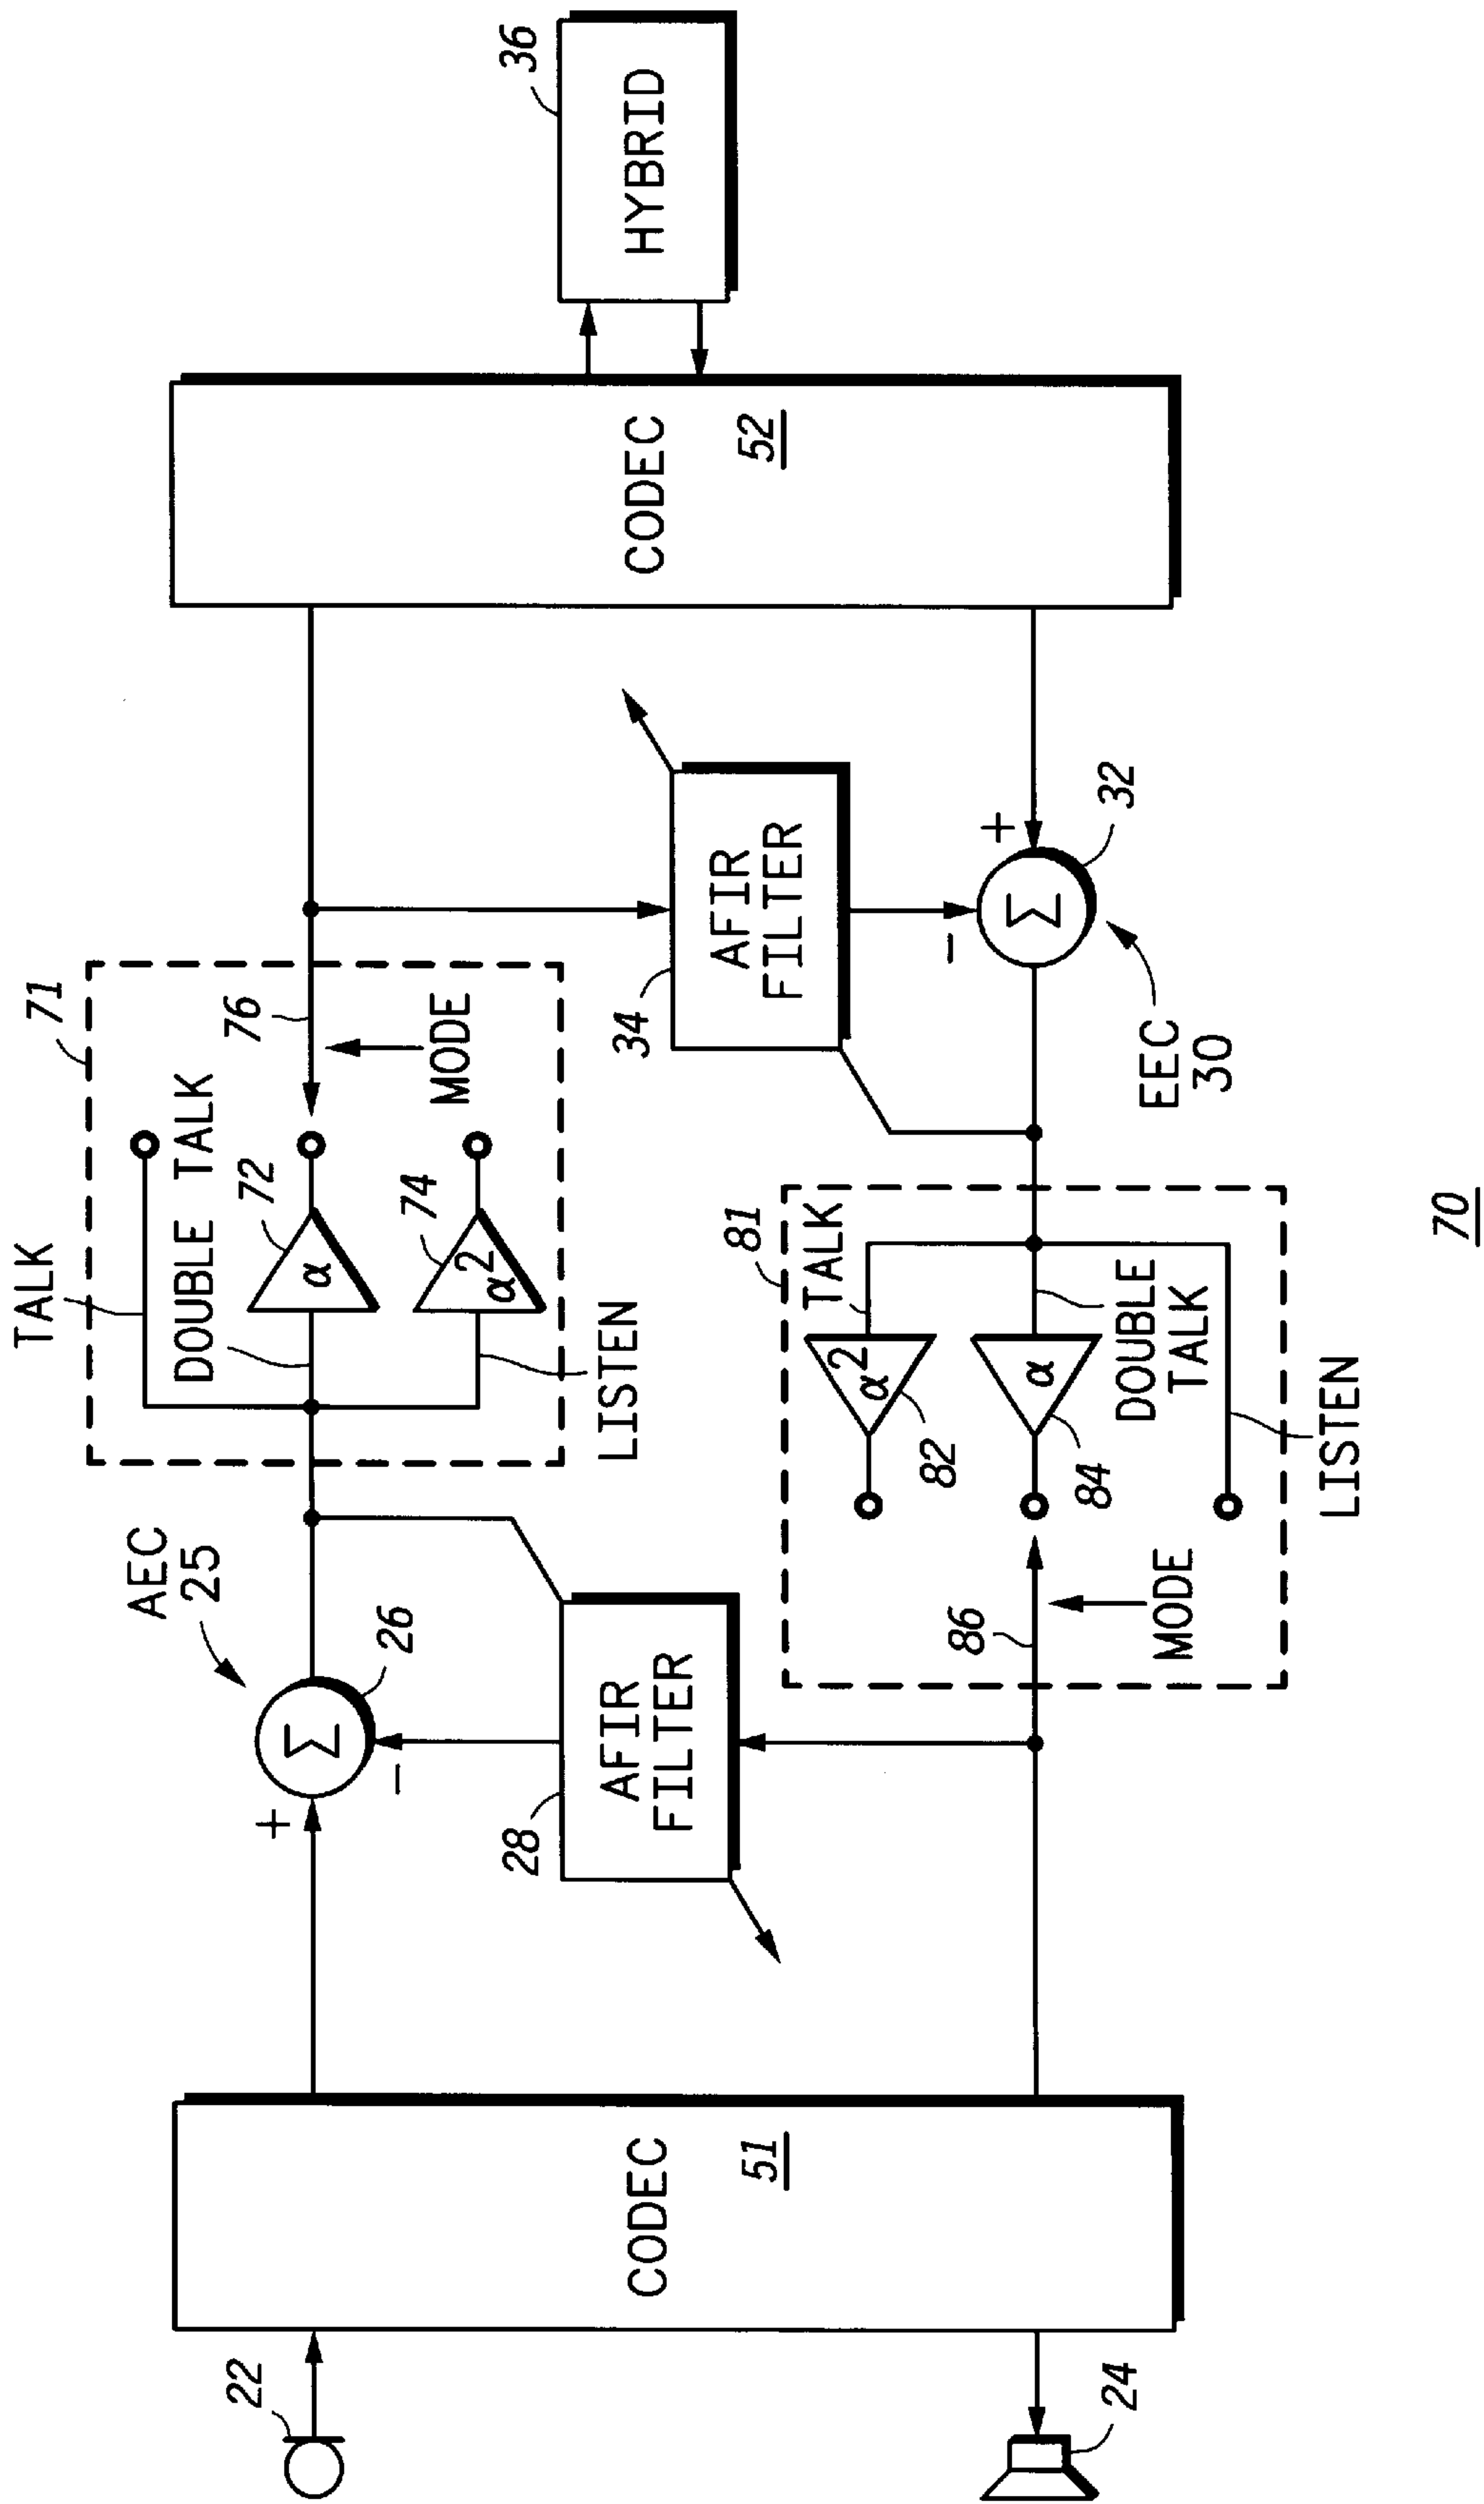 TALK
71
AEC
25
DOUBLE TALK
72
76
22
+
Σ
26
−
α
74
α²
MODE
LISTEN
36
HYBRID
CODEC
51
CODEC
52
28
AFIR
FILTER
34
AFIR
FILTER
81
TALK
α²
82
86
MODE
α
84
DOUBLE
TALK
LISTEN
−
+
Σ
32
EEC
30
24
70